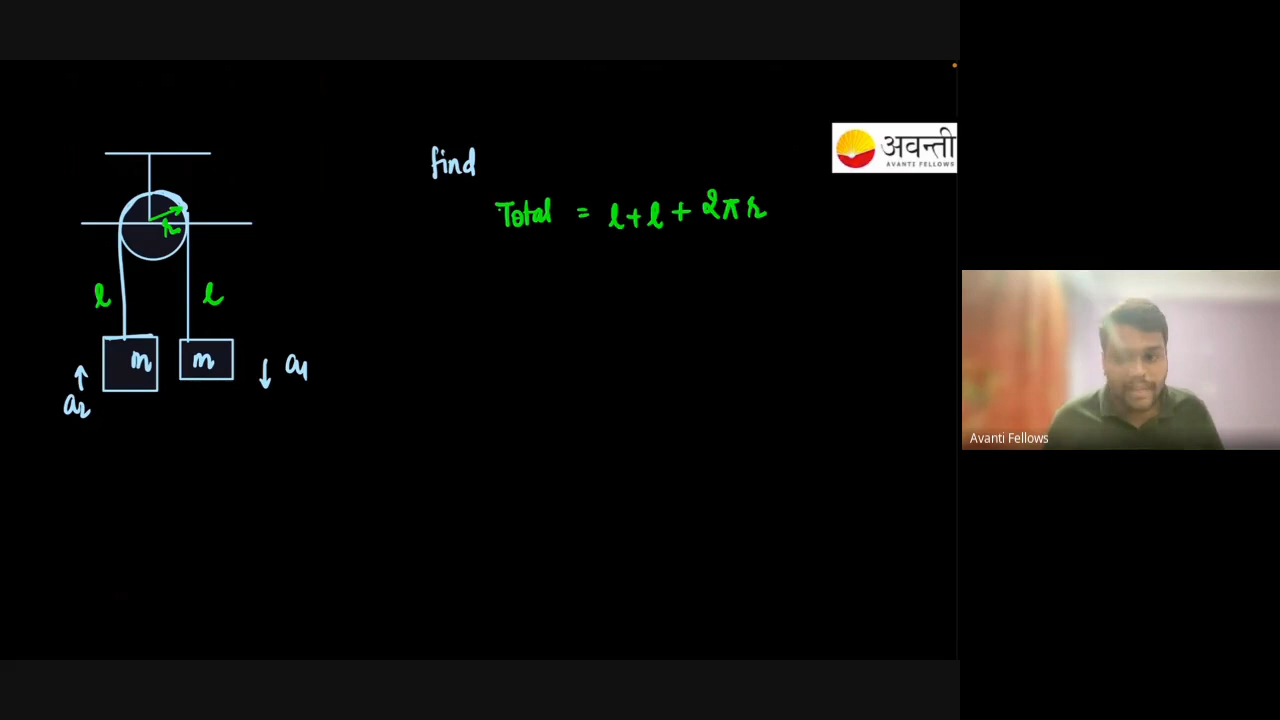 find
अवन्ती
AVANTI FELLOWS
Total = l + l + 2πr
r
l
l
m
m
a₂
a₁
Avanti Fellows